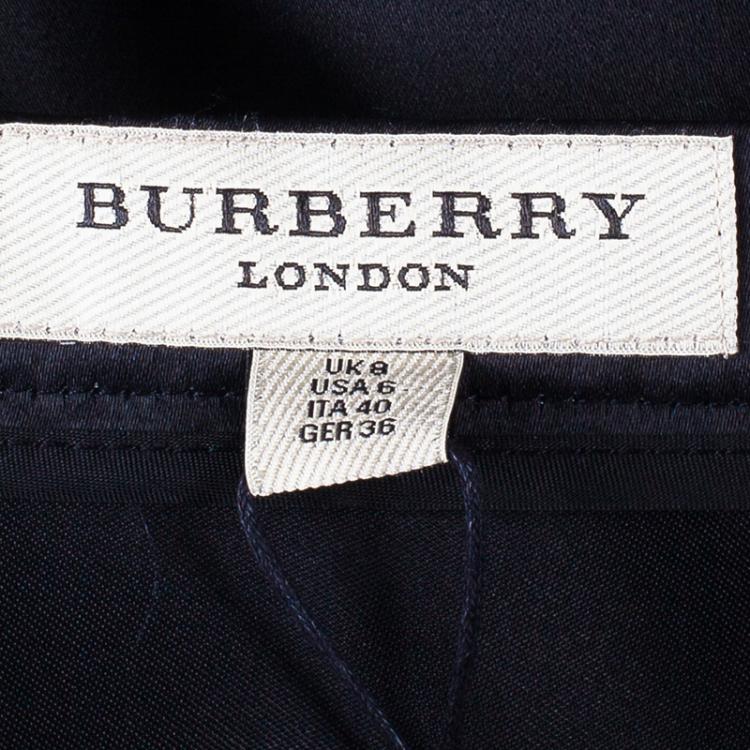 BURBERRY
LONDON
UK 8
USA 6
ITA 40
GER 36